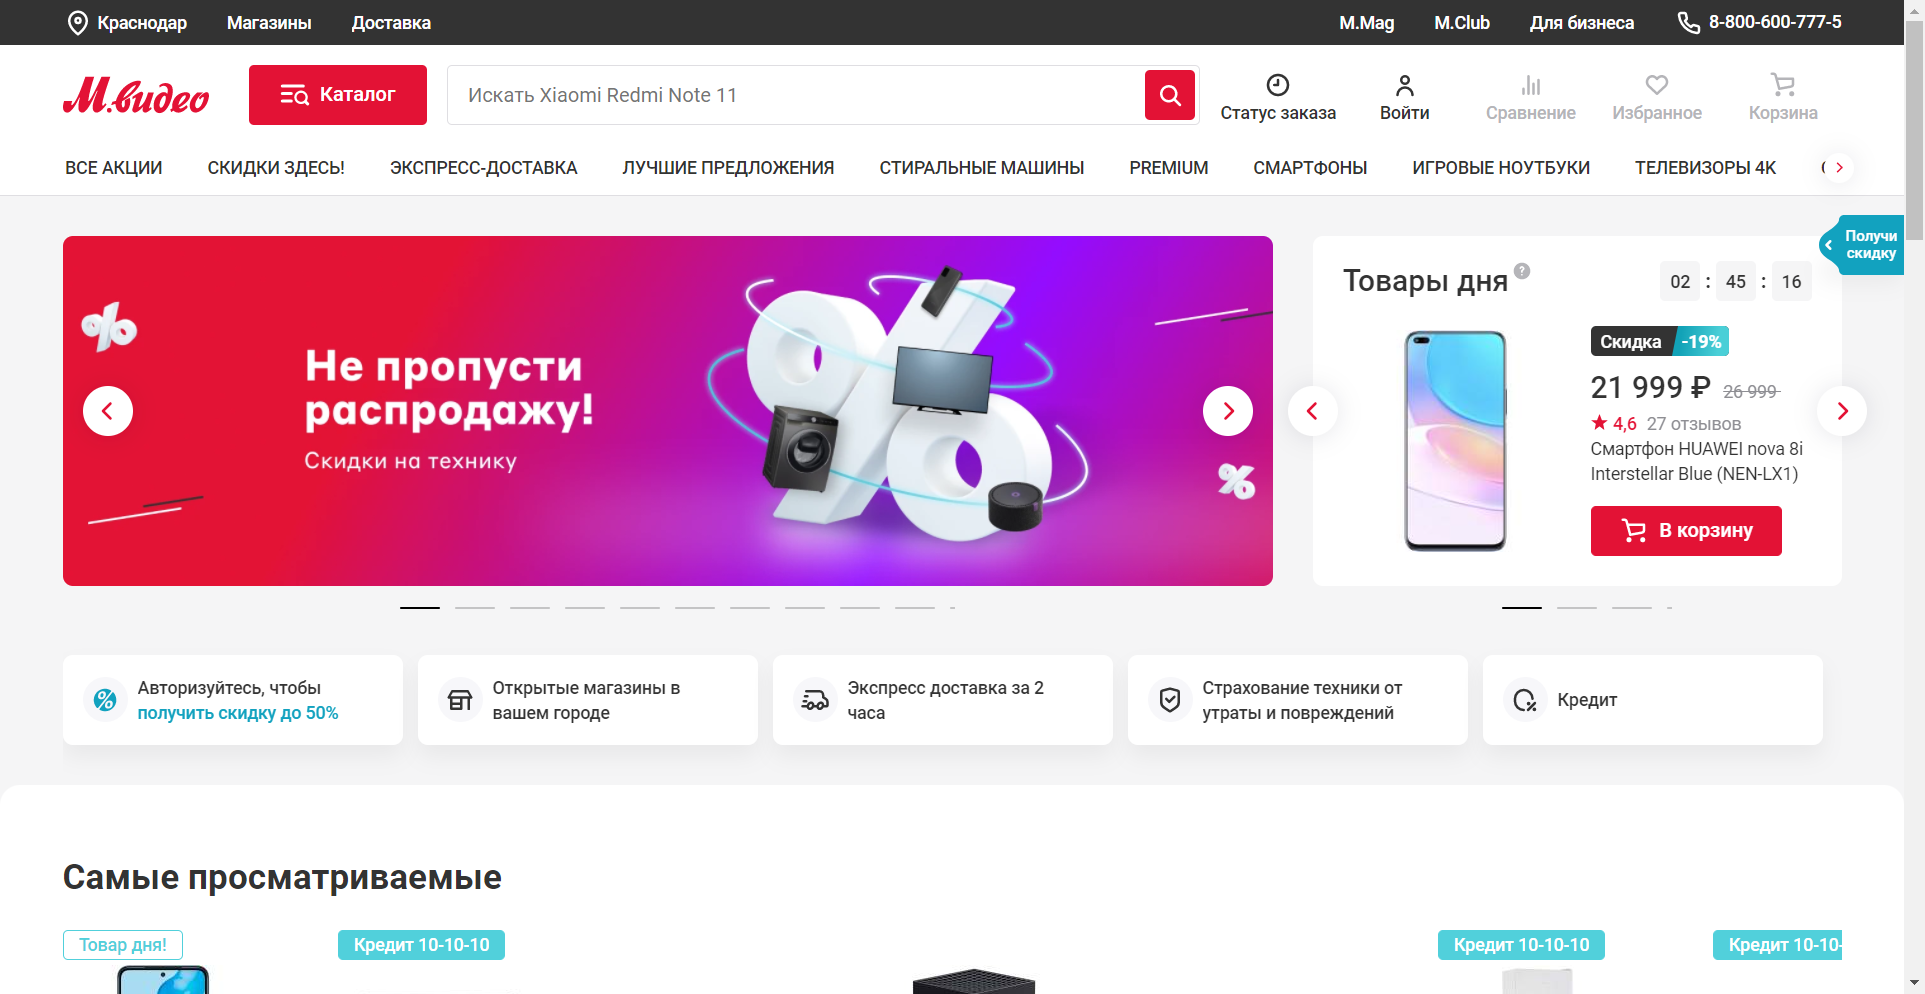 Краснодар Магазины Доставка M.Mag M.Club Для бизнеса 8-800-600-777-5
М.видео Каталог Искать Xiaomi Redmi Note 11 Статус заказа Войти Сравнение Избранное Корзина
ВСЕ АКЦИИ СКИДКИ ЗДЕСЬ! ЭКСПРЕСС-ДОСТАВКА ЛУЧШИЕ ПРЕДЛОЖЕНИЯ СТИРАЛЬНЫЕ МАШИНЫ PREMIUM СМАРТФОНЫ ИГРОВЫЕ НОУТБУКИ ТЕЛЕВИЗОРЫ 4K
Получи
скидку
%
Не пропусти
распродажу!
Скидки на технику
%
%
Товары дня ? 02 : 45 : 16
Скидка -19%
21 999 ₽ 26 999
4,6 27 отзывов
Смартфон HUAWEI nova 8i
Interstellar Blue (NEN-LX1)
В корзину
Авторизуйтесь, чтобы
получить скидку до 50%
Открытые магазины в
вашем городе
Экспресс доставка за 2
часа
Страхование техники от
утраты и повреждений
Кредит
Самые просматриваемые
Товар дня! Кредит 10-10-10 Кредит 10-10-10 Кредит 10-10-